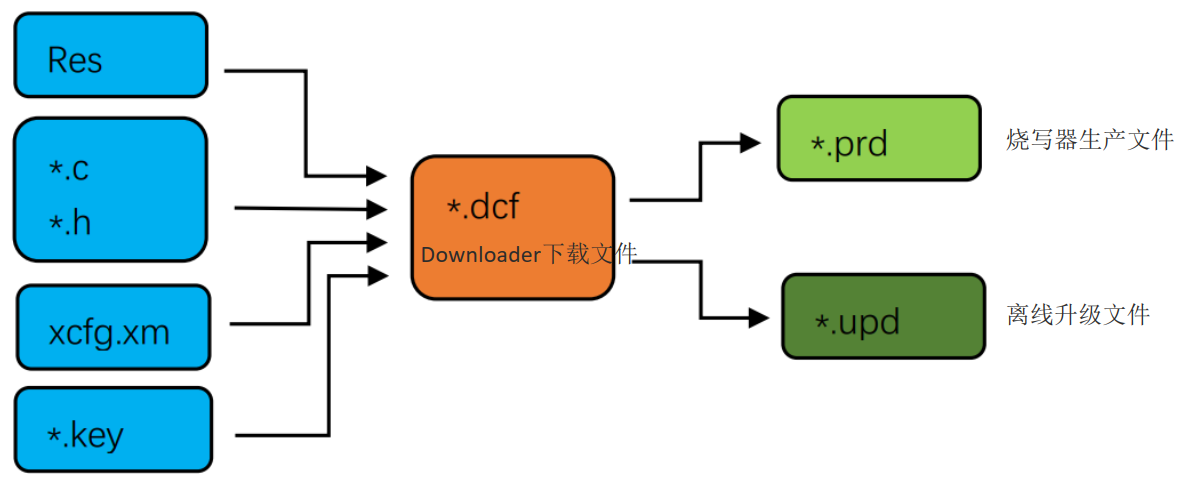 Res
*.c
*.h
xcfg.xm
*.key
*.dcf
Downloader下载文件
*.prd
烧写器生产文件
*.upd
离线升级文件